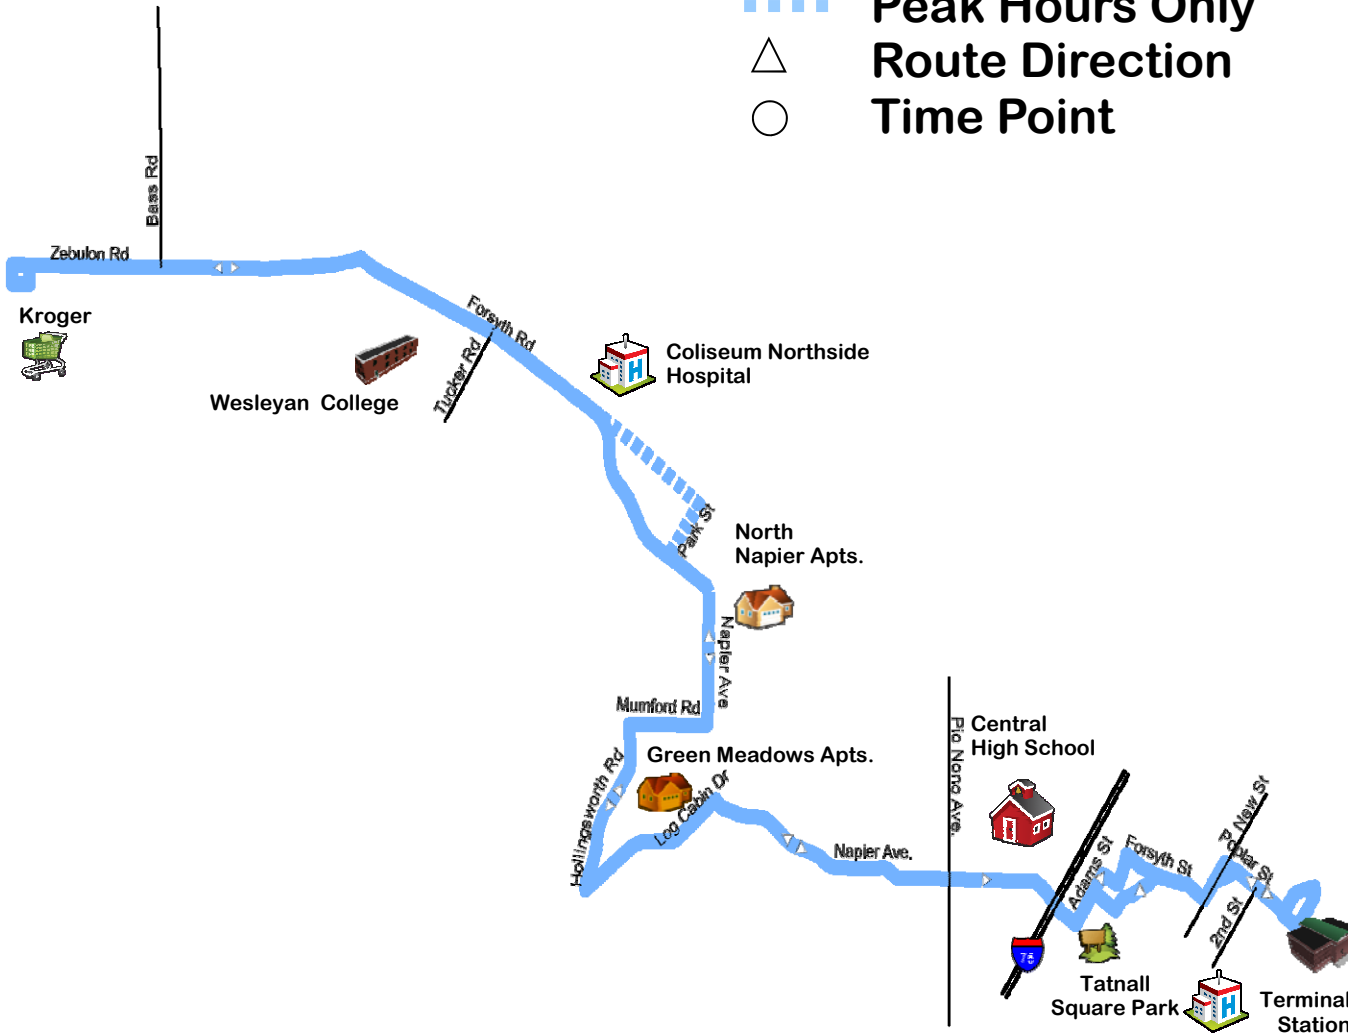 Peak Hours Only
Route Direction
Time Point
Bass Rd
Zebulon Rd
Kroger
Forsyth Rd
Tucker Rd
Wesleyan College
H
Coliseum Northside
Hospital
Park St
North
Napier Apts.
Napier Ave
Mumford Rd
Hollingsworth Rd
Green Meadows Apts.
Log Cabin Dr
Napier Ave.
Pio Nono Ave.
Central
High School
Adams St
Forsyth St
Poplar St
New St
2nd St
Tatnall
Square Park
H
Terminal
Station